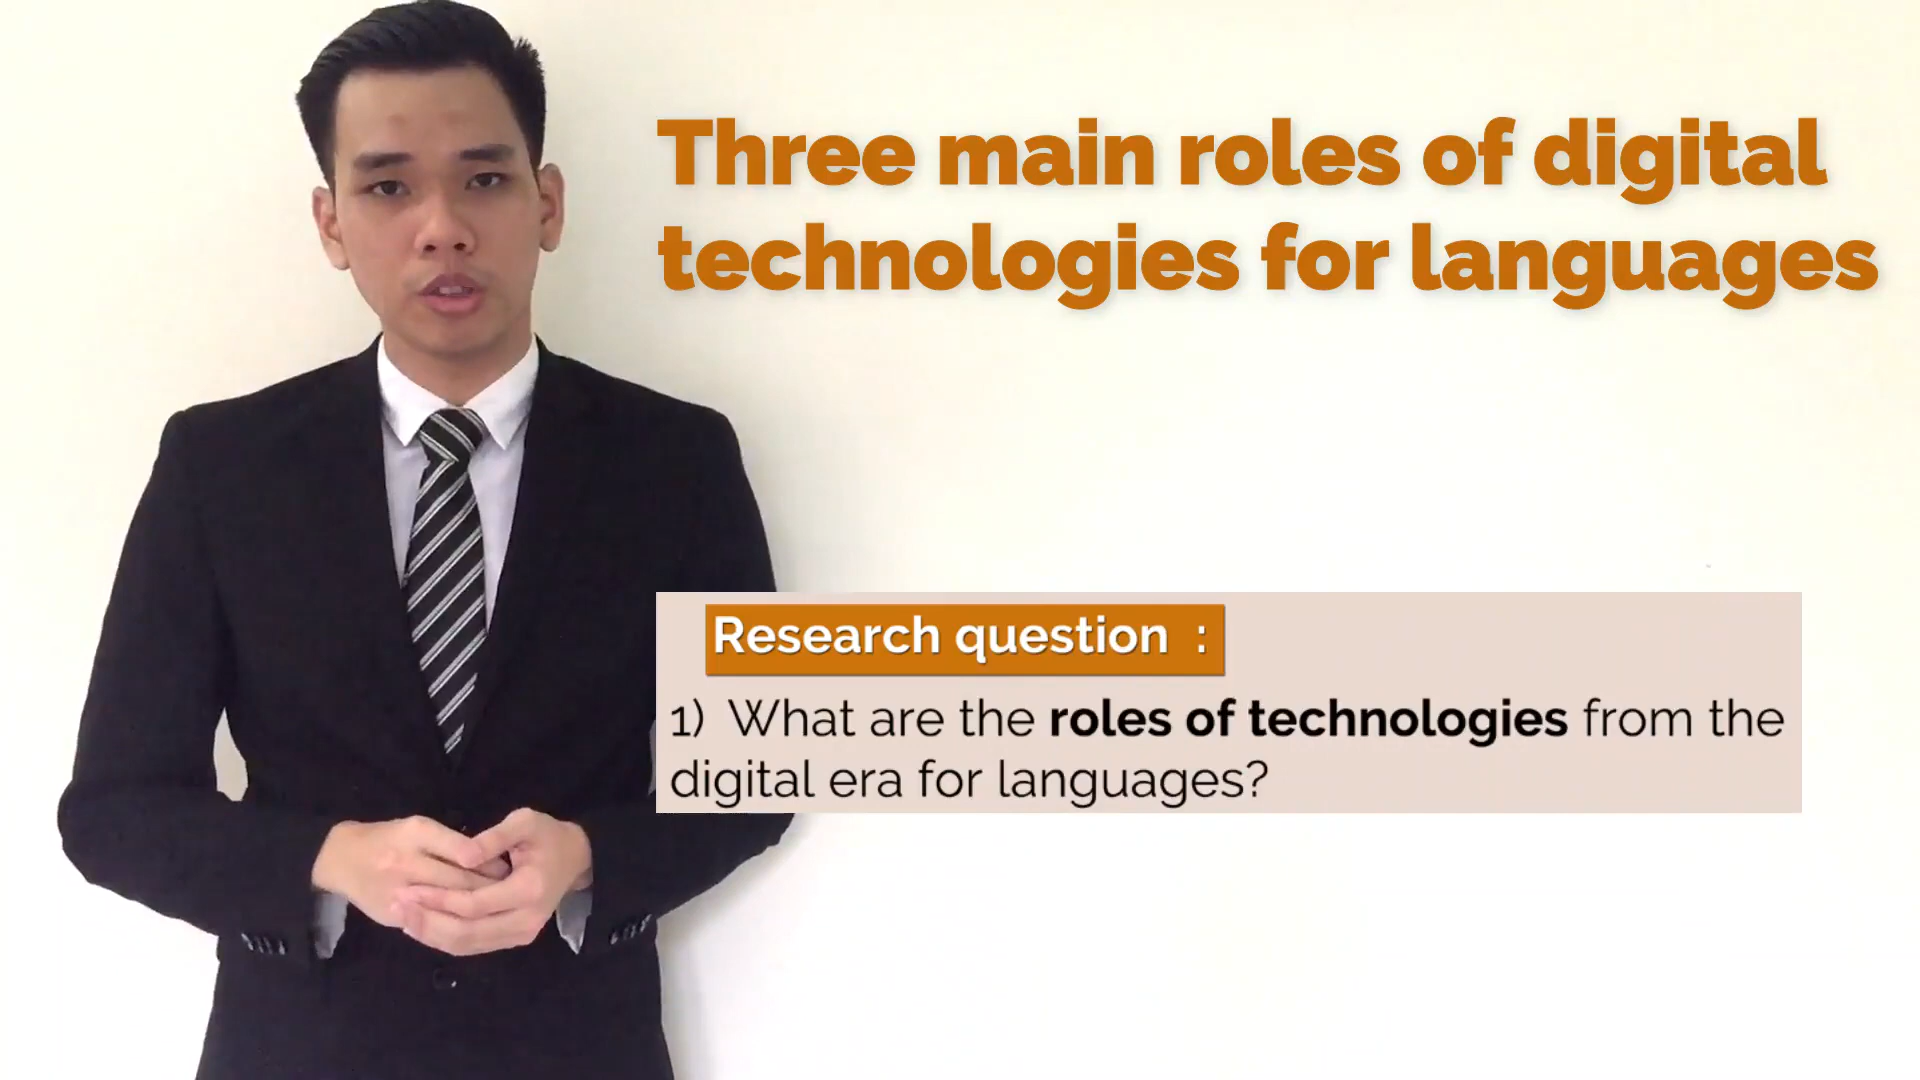 Three main roles of digital
technologies for languages
Research question :
1) What are the roles of technologies from the
digital era for languages?